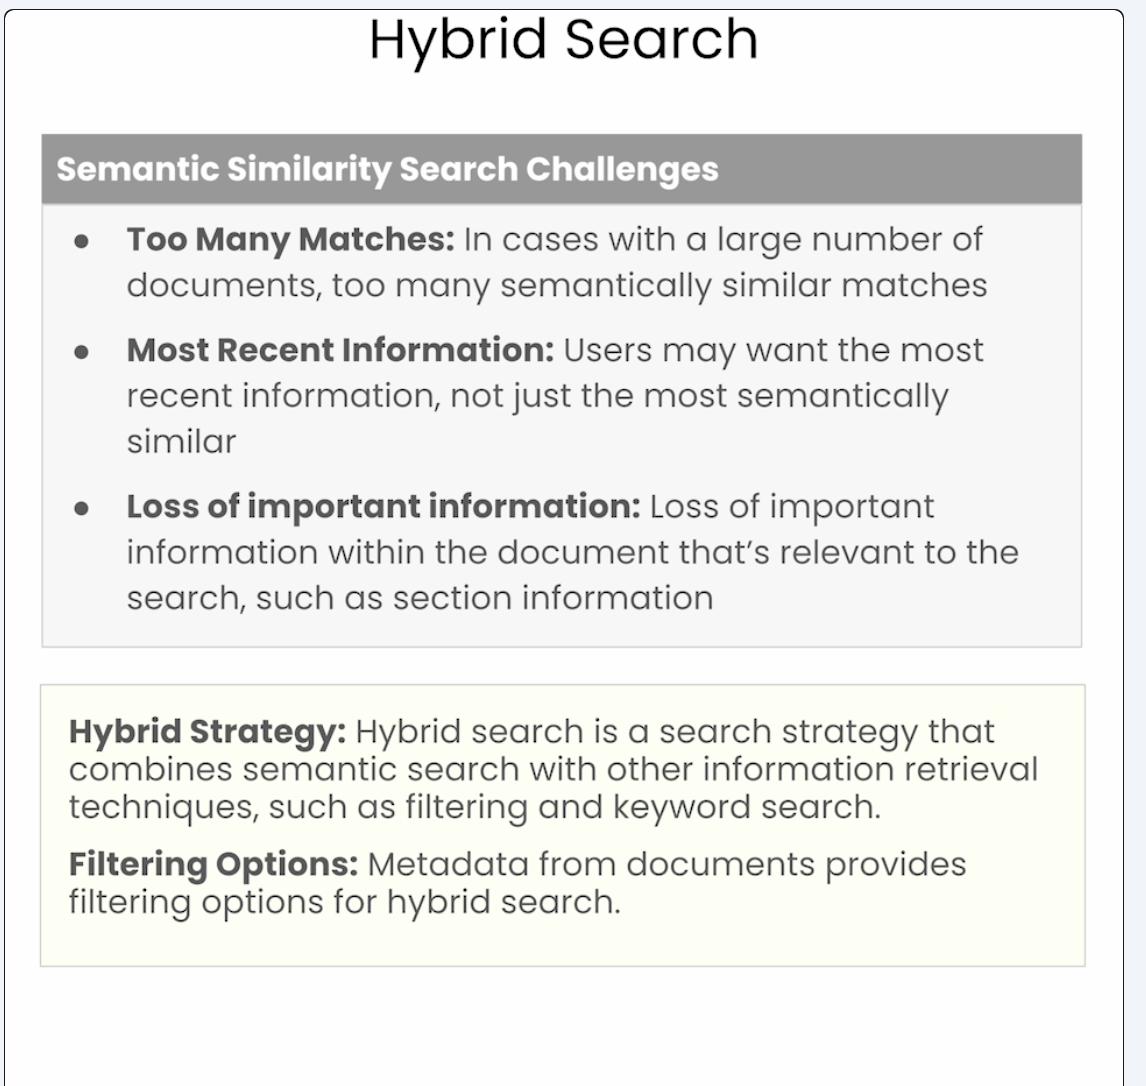 Hybrid Search
Semantic Similarity Search Challenges
● Too Many Matches: In cases with a large number of
documents, too many semantically similar matches
● Most Recent Information: Users may want the most
recent information, not just the most semantically
similar
● Loss of important information: Loss of important
information within the document that’s relevant to the
search, such as section information
Hybrid Strategy: Hybrid search is a search strategy that
combines semantic search with other information retrieval
techniques, such as filtering and keyword search.
Filtering Options: Metadata from documents provides
filtering options for hybrid search.